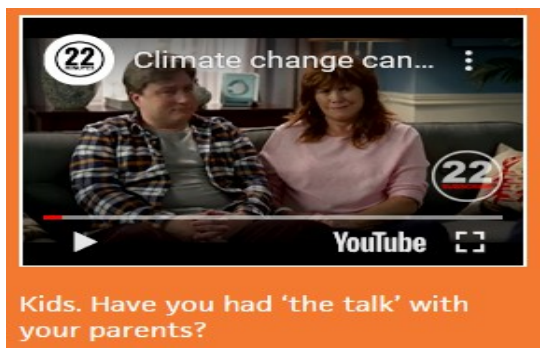 22 Climate change can...
22
YouTube
Kids. Have you had ‘the talk’ with
your parents?